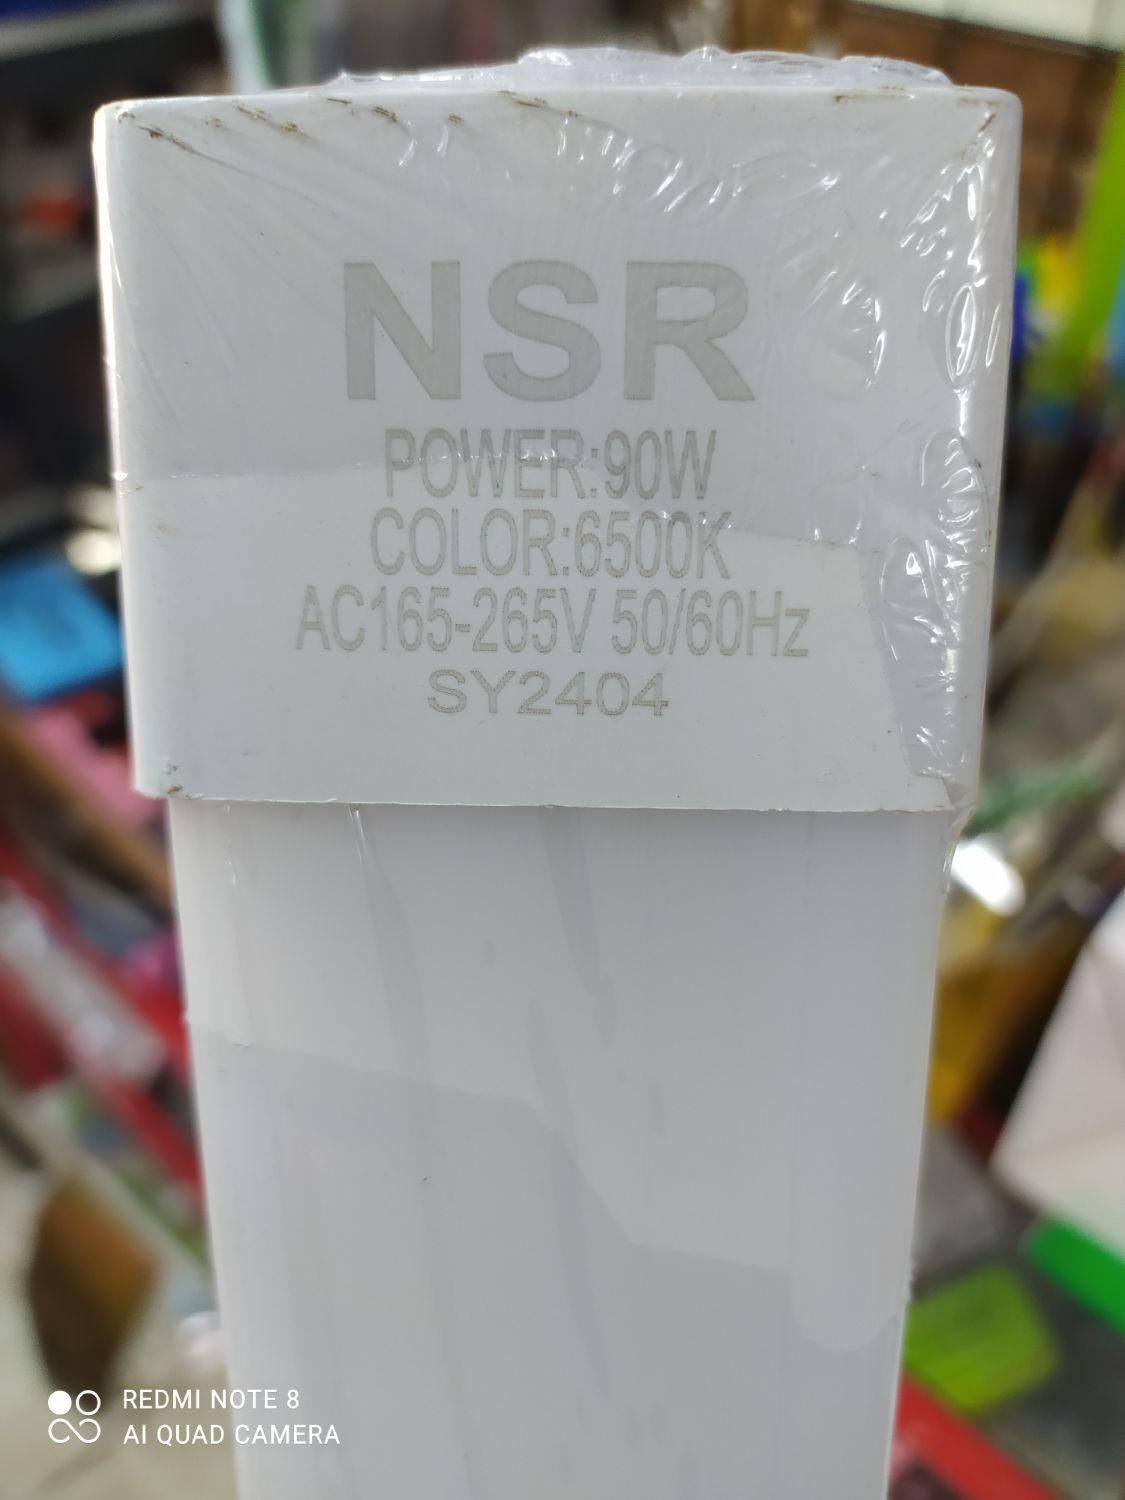 NSR
POWER:90W
COLOR:6500K
AC165-265V 50/60Hz
SY2404
REDMI NOTE 8
AI QUAD CAMERA